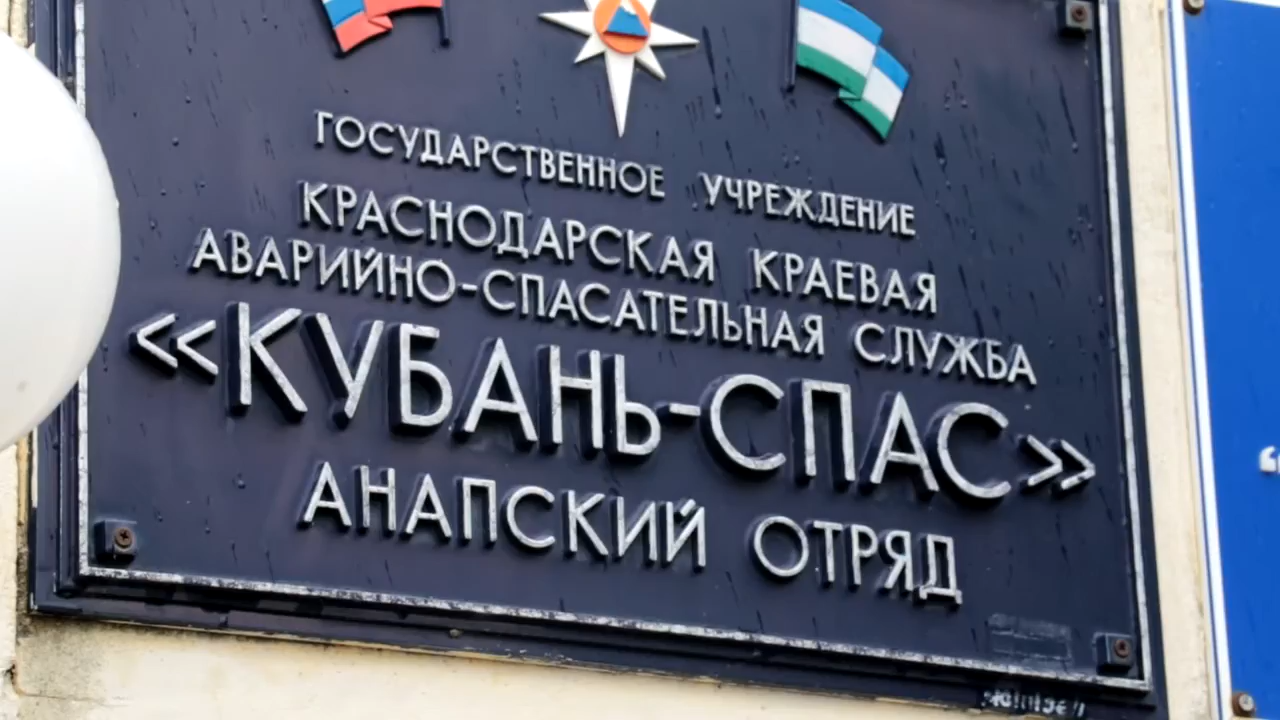 ГОСУДАРСТВЕННОЕ УЧРЕЖДЕНИЕ
КРАСНОДАРСКАЯ КРАЕВАЯ
АВАРИЙНО-СПАСАТЕЛЬНАЯ СЛУЖБА
«КУБАНЬ-СПАС»
АНАПСКИЙ ОТРЯД